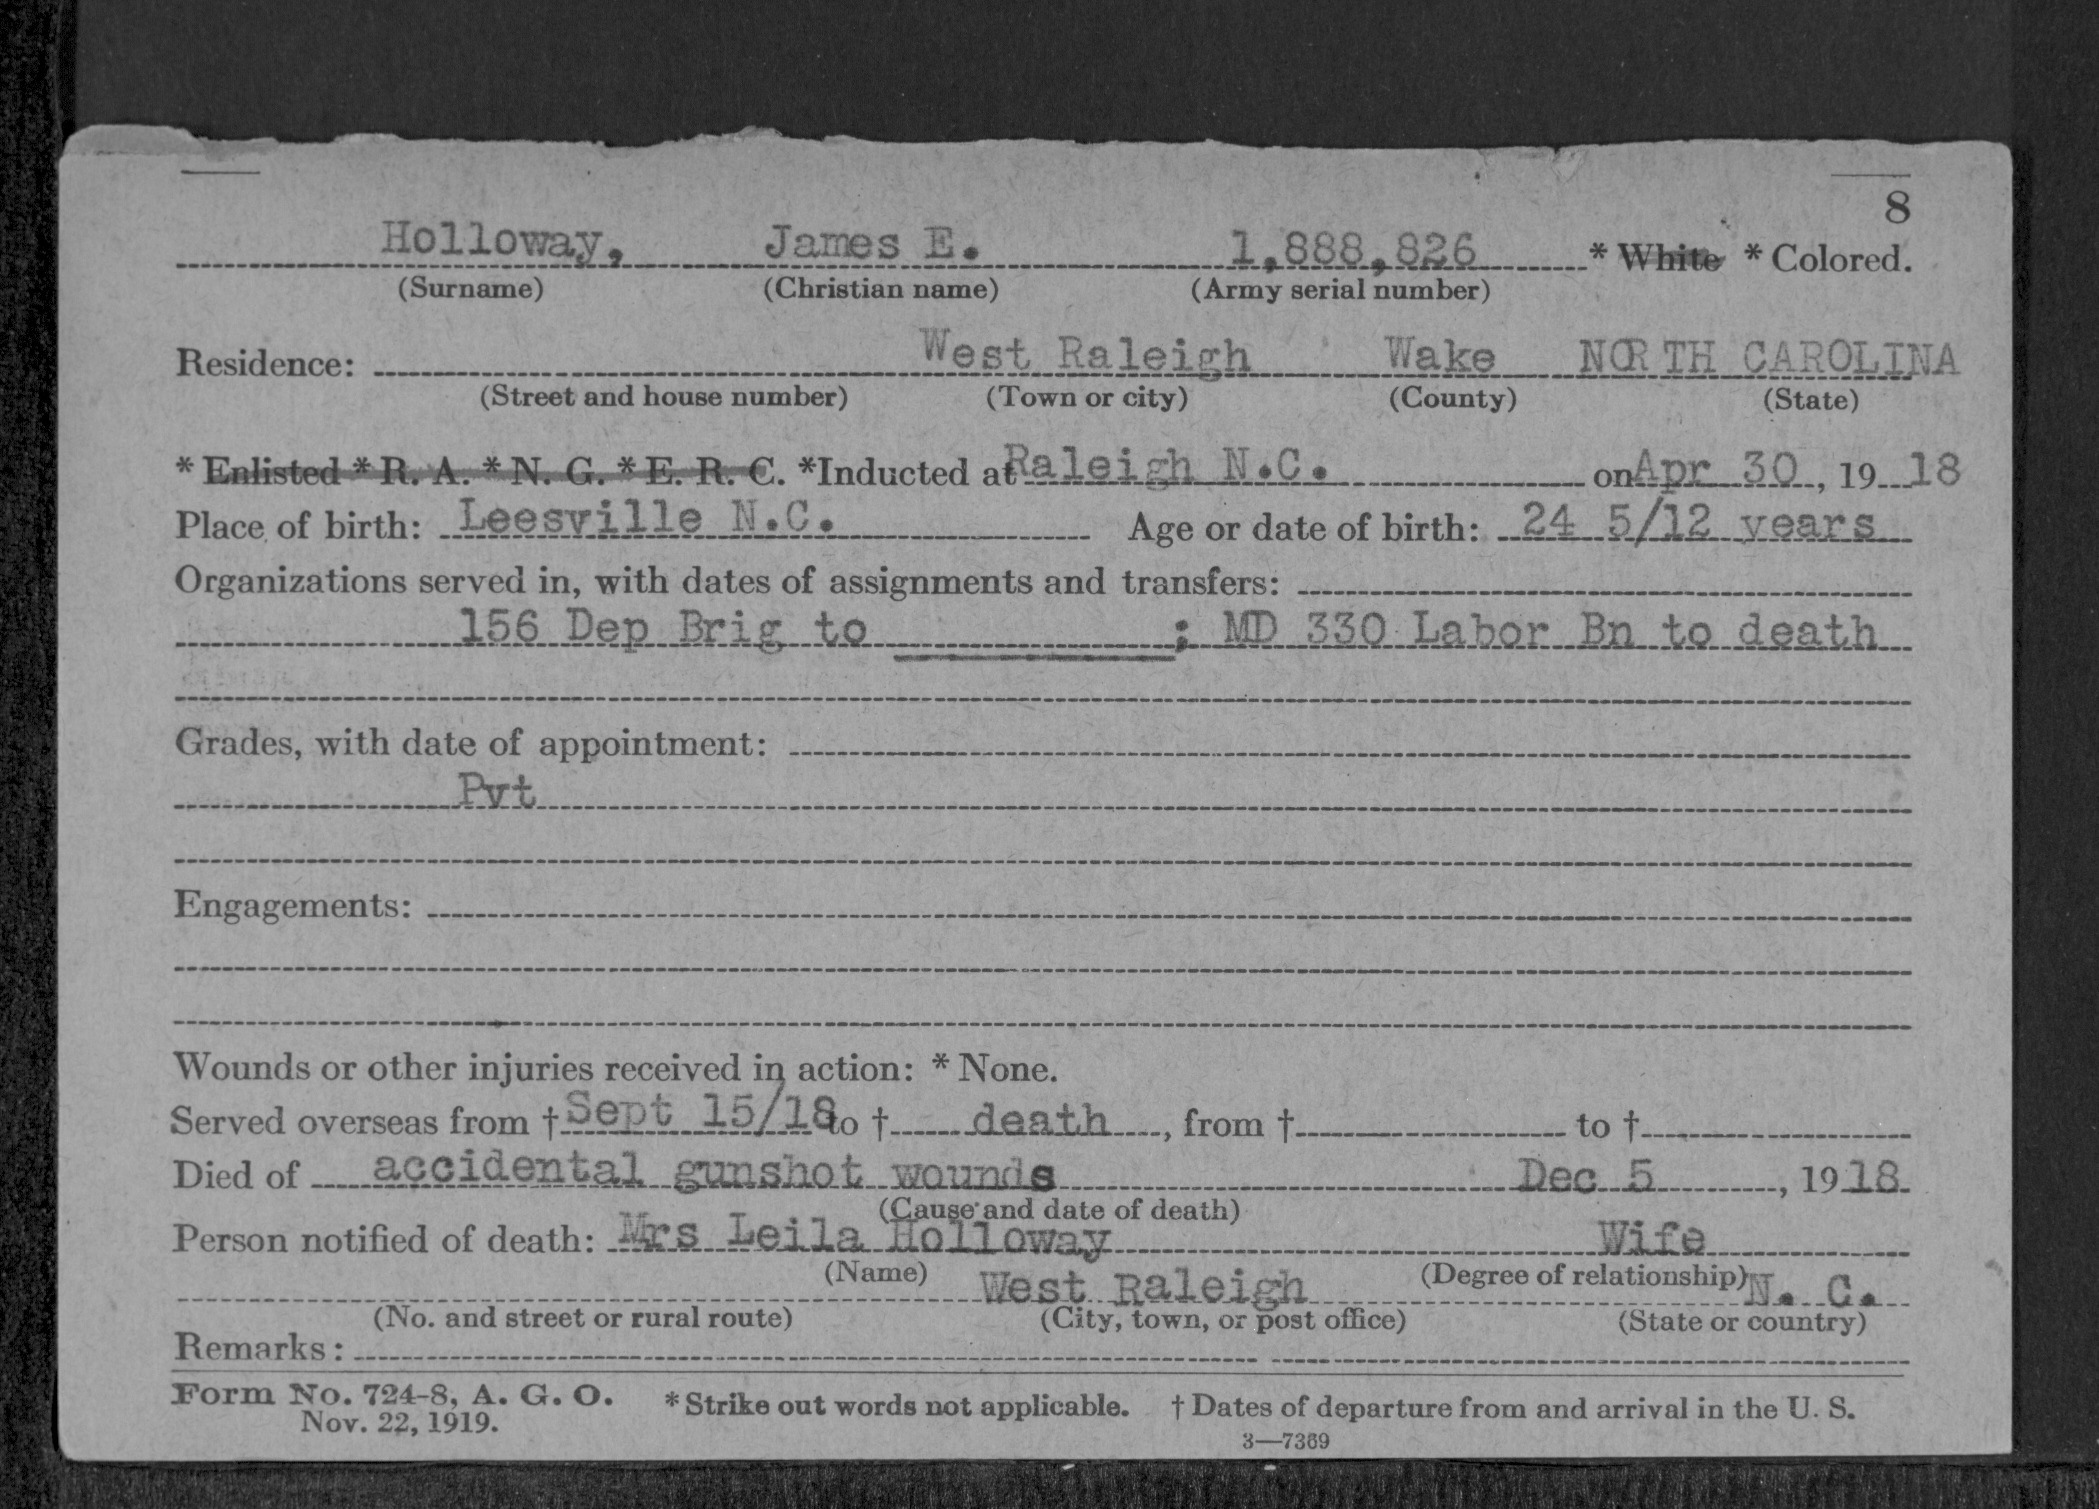 8
Holloway, James E. 1,888,826 * White * Colored.
(Surname) (Christian name) (Army serial number)
Residence: West Raleigh Wake NORTH CAROLINA
(Street and house number) (Town or city) (County) (State)
* Enlisted * R. A. * N. G. * E. R. C. *Inducted at Raleigh N.C. on Apr 30, 19 18
Place of birth: Leesville N.C. Age or date of birth: 24 5/12 years
Organizations served in, with dates of assignments and transfers:
156 Dep Brig to ; MD 330 Labor Bn to death
Grades, with date of appointment:
Pvt
Engagements:
Wounds or other injuries received in action: * None.
Served overseas from † Sept 15/18 to † death, from † to †
Died of accidental gunshot wounds Dec 5, 19 18
(Cause and date of death)
Person notified of death: Mrs Leila Holloway Wife
(Name) (Degree of relationship)
West Raleigh N. C.
(No. and street or rural route) (City, town, or post office) (State or country)
Remarks:
Form No. 724-8, A. G. O. * Strike out words not applicable. † Dates of departure from and arrival in the U. S.
Nov. 22, 1919.
3—7369